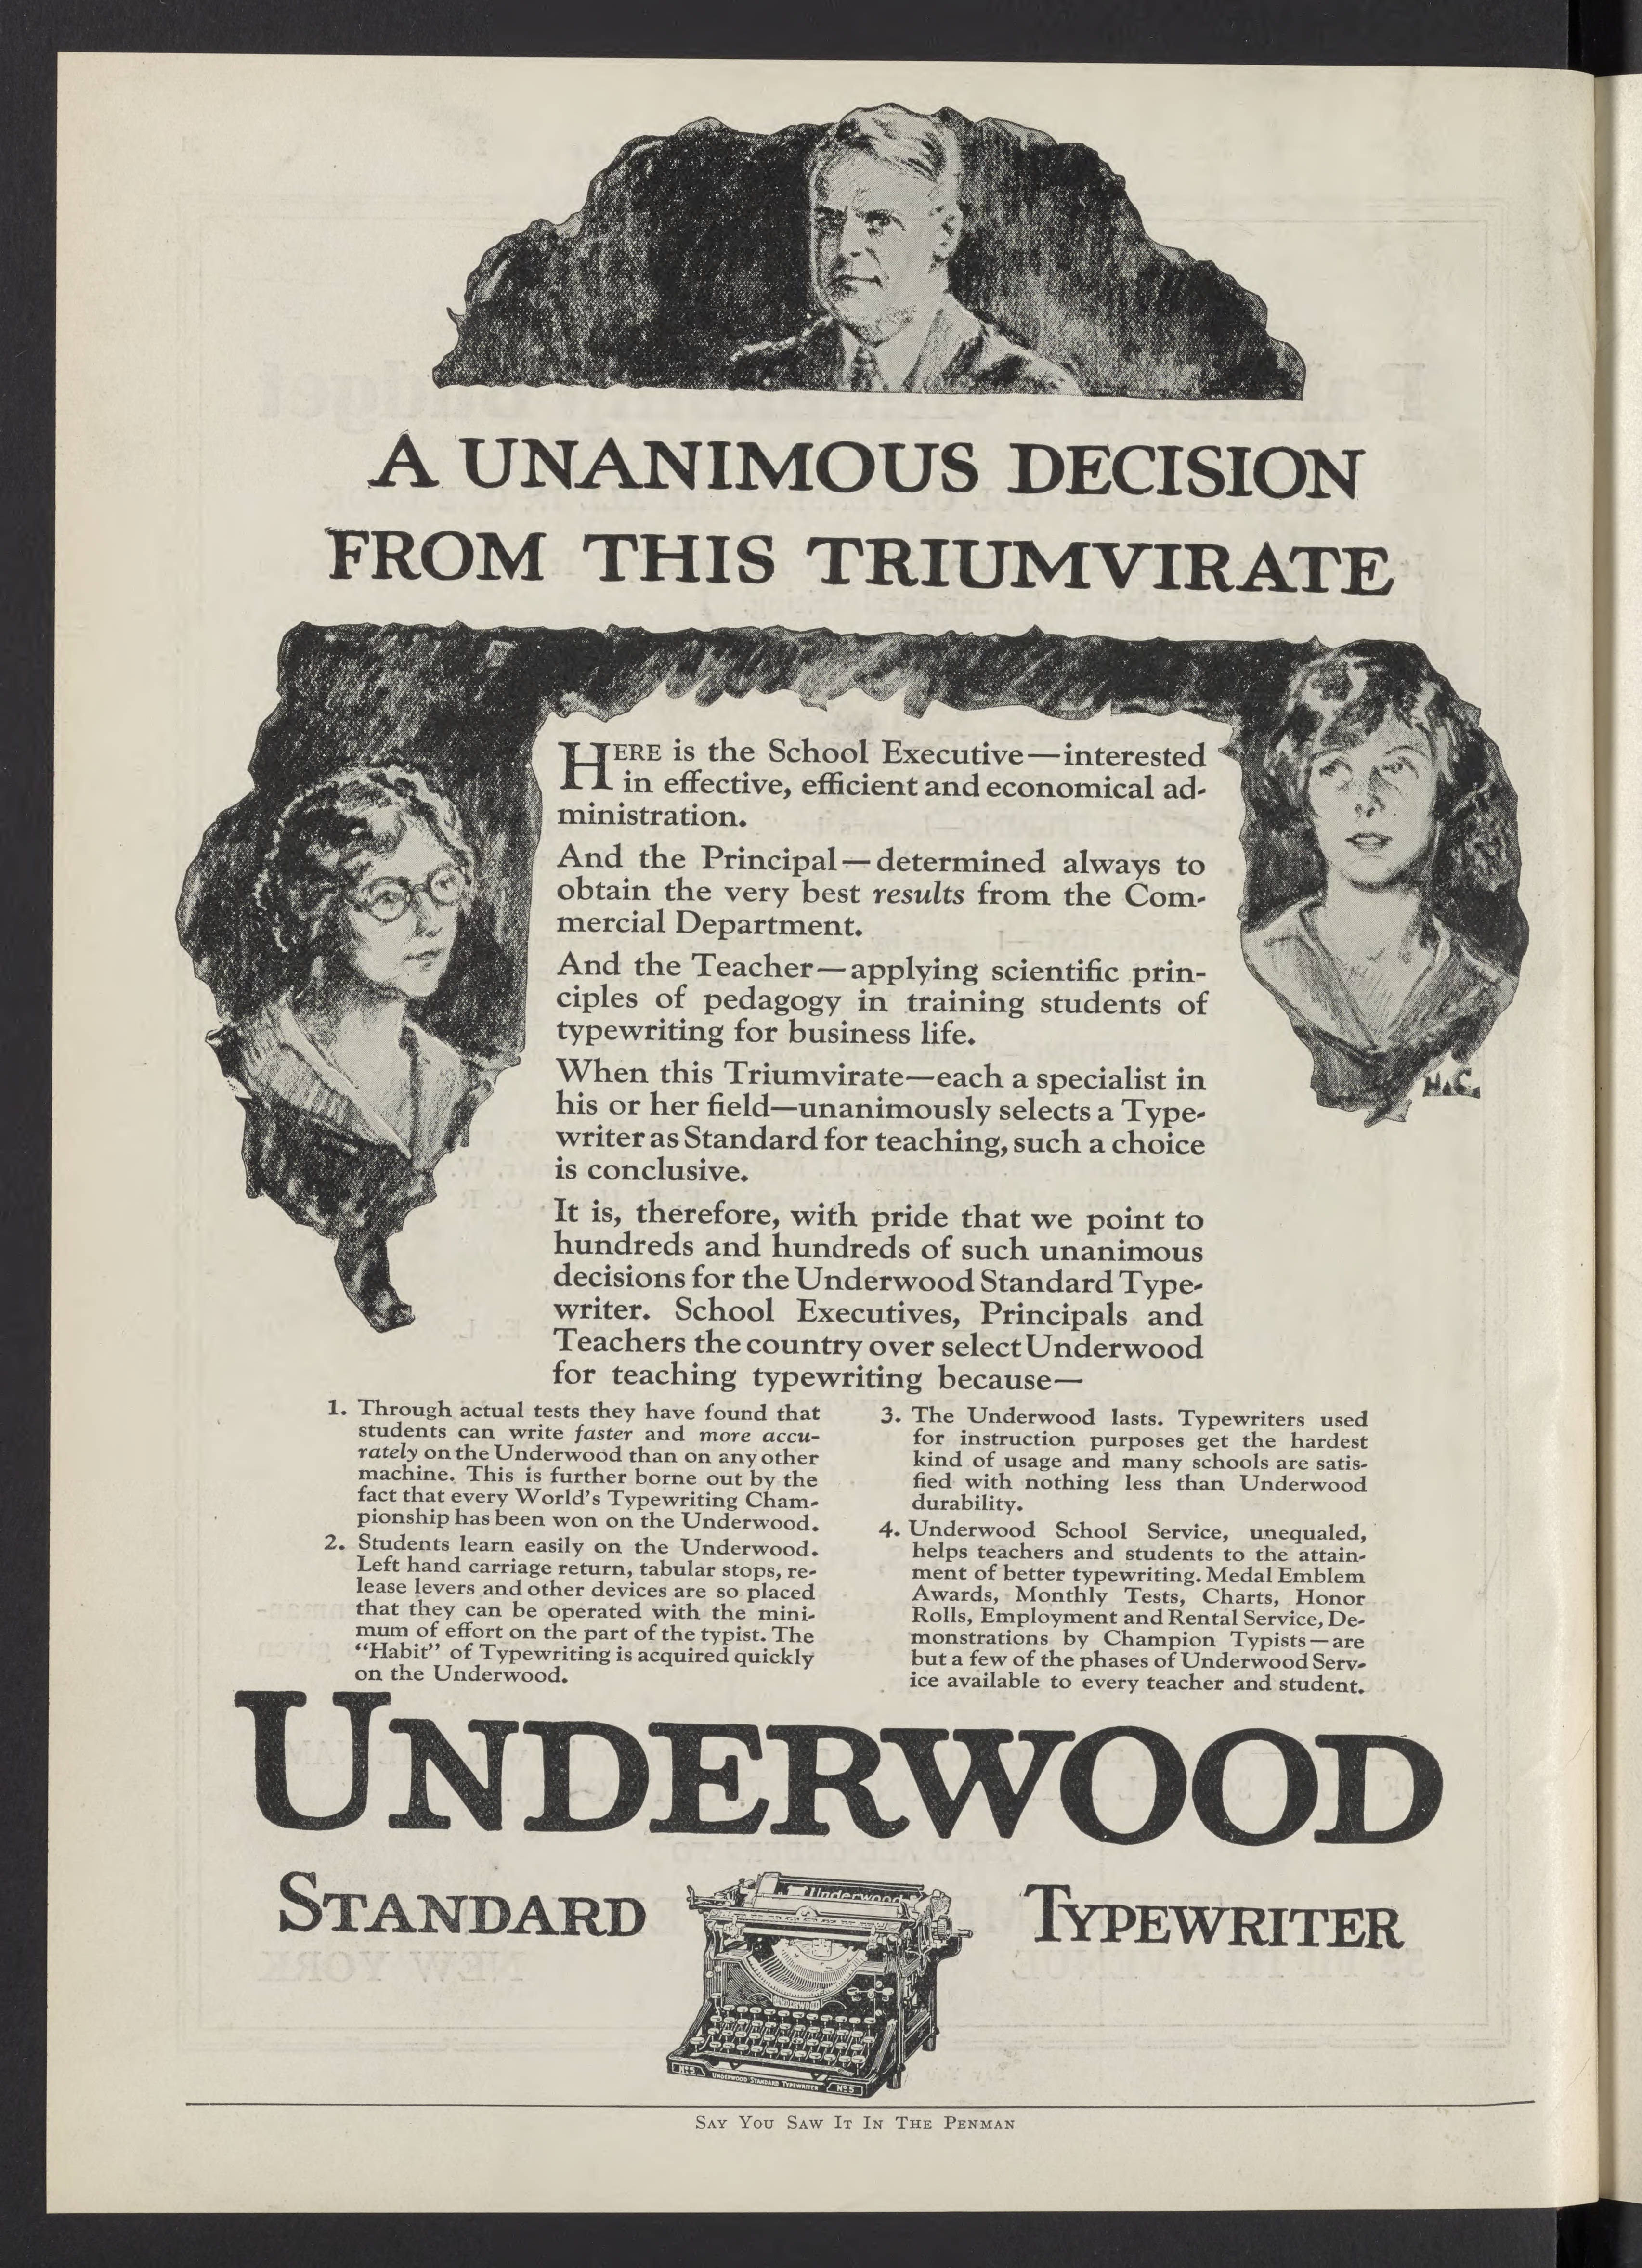 A UNANIMOUS DECISION
FROM THIS TRIUMVIRATE
HERE is the School Executive—interested
in effective, efficient and economical ad-
ministration.
And the Principal—determined always to
obtain the very best results from the Com-
mercial Department.
And the Teacher—applying scientific prin-
ciples of pedagogy in training students of
typewriting for business life.
When this Triumvirate—each a specialist in
his or her field—unanimously selects a Type-
writer as Standard for teaching, such a choice
is conclusive.
It is, therefore, with pride that we point to
hundreds and hundreds of such unanimous
decisions for the Underwood Standard Type-
writer. School Executives, Principals and
Teachers the country over select Underwood
for teaching typewriting because—
H.C.
1. Through actual tests they have found that
students can write faster and more accu-
rately on the Underwood than on any other
machine. This is further borne out by the
fact that every World's Typewriting Cham-
pionship has been won on the Underwood.
2. Students learn easily on the Underwood.
Left hand carriage return, tabular stops, re-
lease levers and other devices are so placed
that they can be operated with the mini-
mum of effort on the part of the typist. The
“Habit” of Typewriting is acquired quickly
on the Underwood.
3. The Underwood lasts. Typewriters used
for instruction purposes get the hardest
kind of usage and many schools are satis-
fied with nothing less than Underwood
durability.
4. Underwood School Service, unequaled,
helps teachers and students to the attain-
ment of better typewriting. Medal Emblem
Awards, Monthly Tests, Charts, Honor
Rolls, Employment and Rental Service, De-
monstrations by Champion Typists—are
but a few of the phases of Underwood Serv-
ice available to every teacher and student.
UNDERWOOD
STANDARD TYPEWRITER
Underwood
UNDERWOOD
No 5 UNDERWOOD STANDARD TYPEWRITER No 5
SAY YOU SAW IT IN THE PENMAN